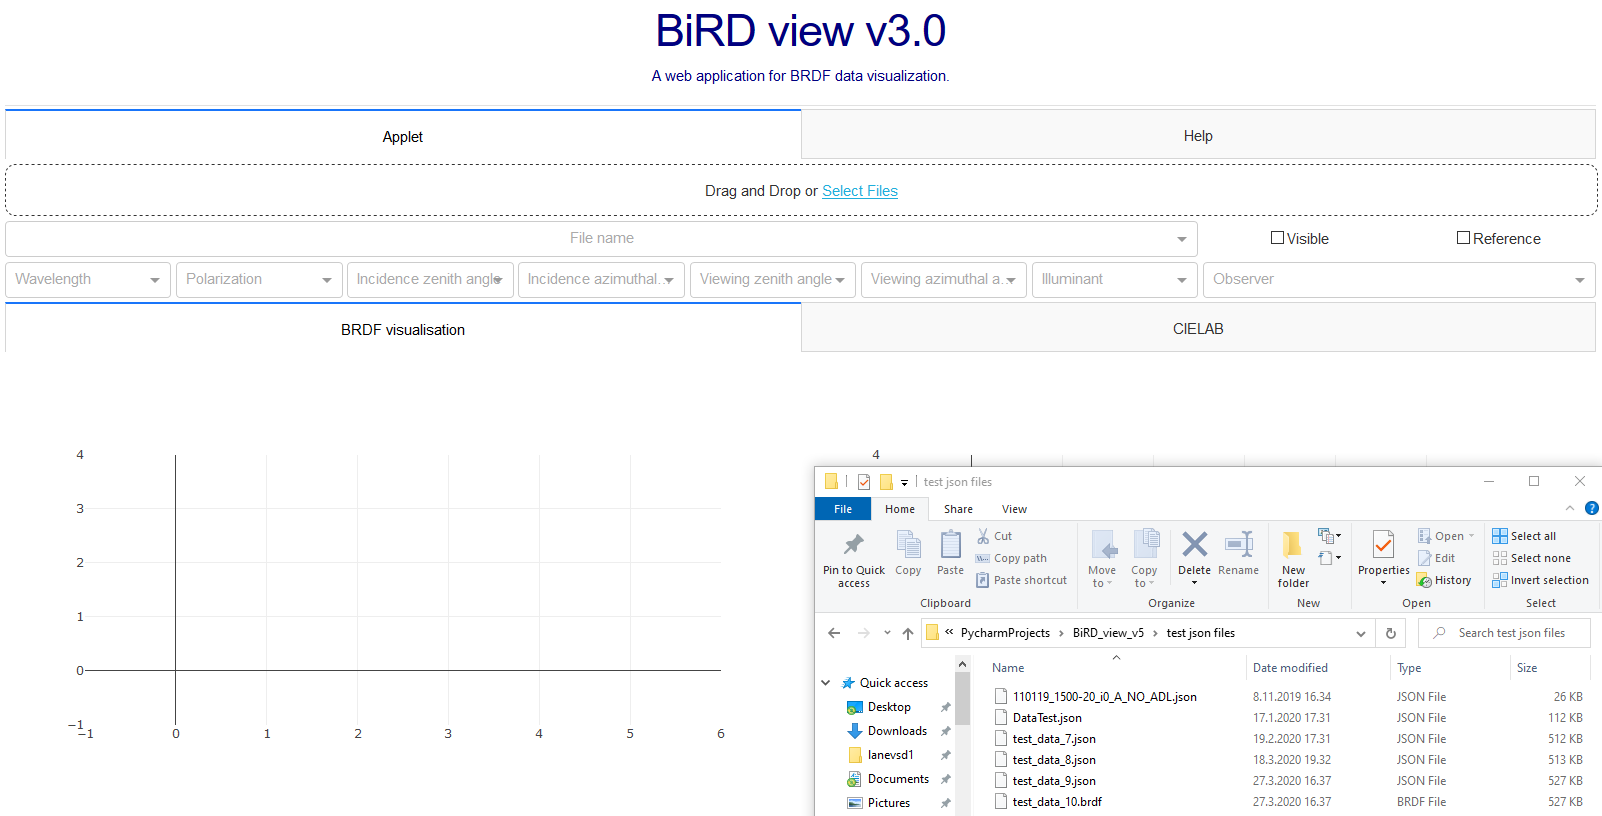 BiRD view v3.0
A web application for BRDF data visualization.
Applet Help
Drag and Drop or Select Files
File name Visible Reference
Wavelength Polarization Incidence zenith angle Incidence azimuthal... Viewing zenith angle Viewing azimuthal a... Illuminant Observer
BRDF visualisation CIELAB
4
3
2
1
0
−1
−1 0 1 2 3 4 5 6
4
test json files
File Home Share View
Pin to Quick access
Copy
Paste
Cut
Copy path
Paste shortcut
Clipboard
Move to
Copy to
Delete
Rename
Organize
New folder
New
Properties
Open
Edit
History
Open
Select all
Select none
Invert selection
Select
« PycharmProjects › BiRD_view_v5 › test json files
Search test json files
Quick access
Desktop
Downloads
lanevsd1
Documents
Pictures
Name Date modified Type Size
110119_1500-20_i0_A_NO_ADL.json 8.11.2019 16.34 JSON File 26 KB
DataTest.json 17.1.2020 17.31 JSON File 112 KB
test_data_7.json 19.2.2020 17.31 JSON File 512 KB
test_data_8.json 18.3.2020 19.32 JSON File 513 KB
test_data_9.json 27.3.2020 16.37 JSON File 527 KB
test_data_10.brdf 27.3.2020 16.37 BRDF File 527 KB